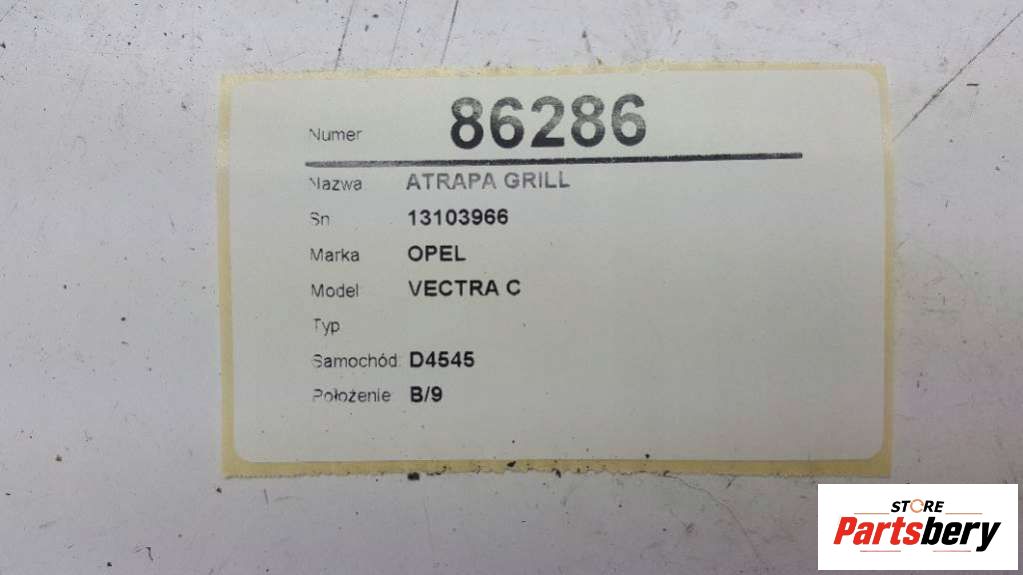 Numer 86286
Nazwa ATRAPA GRILL
Sn 13103966
Marka OPEL
Model VECTRA C
Typ
Samochód: D4545
Położenie B/9
STORE
Partsbery